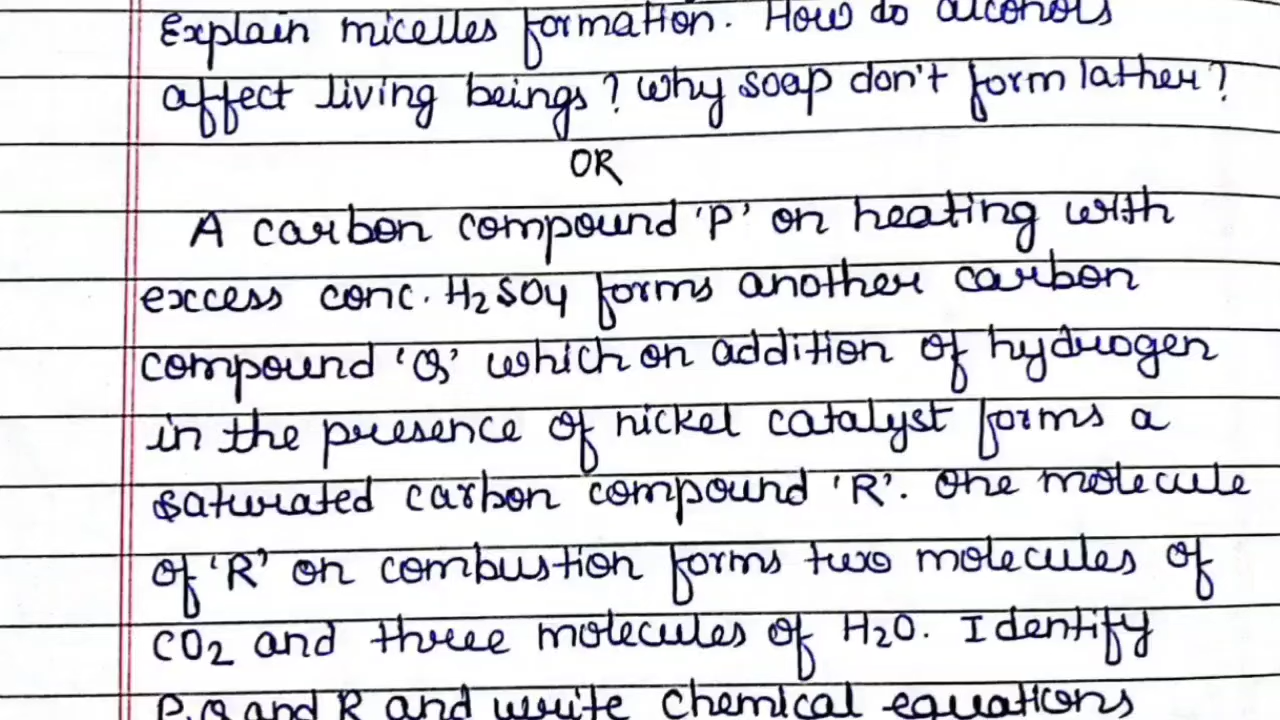 Explain micelles formation. How do alcohols
affect living beings? Why soap don't form lather?
OR
A carbon compound 'P' on heating with
excess conc. H2SO4 forms another carbon
compound 'Q' which on addition of hydrogen
in the presence of nickel catalyst forms a
saturated carbon compound 'R'. One molecule
of 'R' on combustion forms two molecules of
CO2 and three molecules of H2O. Identify
P, Q and R and write chemical equations